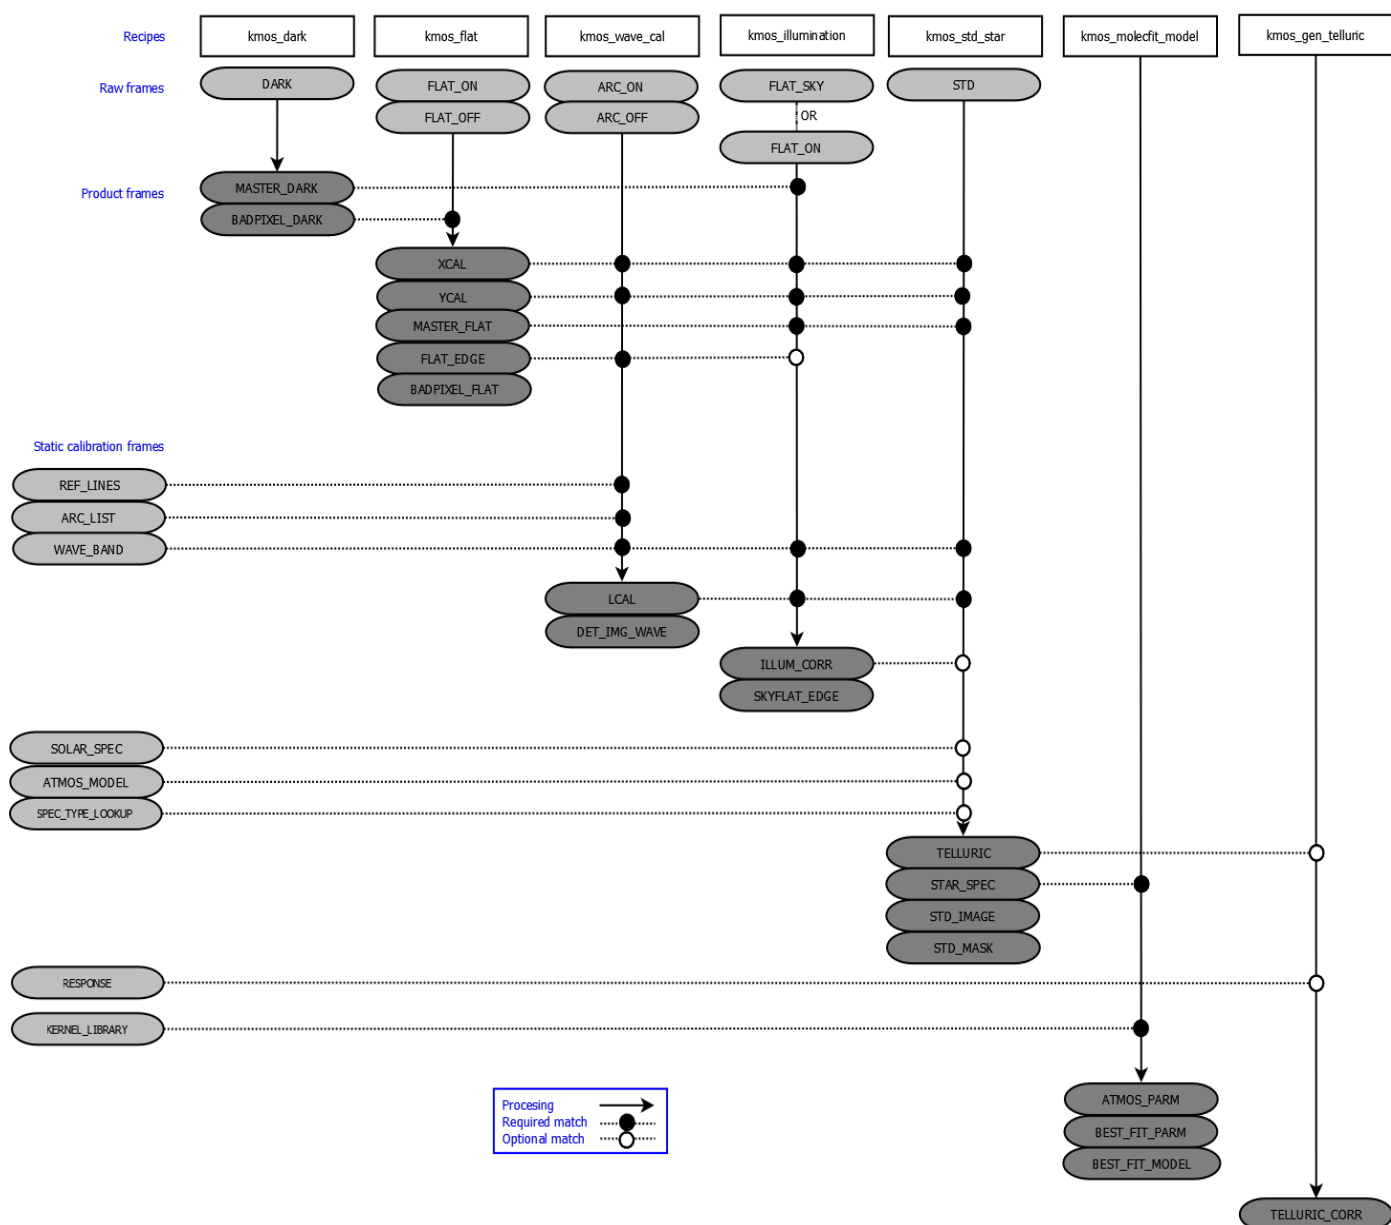 Recipes
kmos_dark
kmos_flat
kmos_wave_cal
kmos_illumination
kmos_std_star
kmos_molecfit_model
kmos_gen_telluric
Raw frames
DARK
FLAT_ON
ARC_ON
FLAT_SKY
STD
FLAT_OFF
ARC_OFF
OR
FLAT_ON
Product frames
MASTER_DARK
BADPIXEL_DARK
XCAL
YCAL
MASTER_FLAT
FLAT_EDGE
BADPIXEL_FLAT
Static calibration frames
REF_LINES
ARC_LIST
WAVE_BAND
LCAL
DET_IMG_WAVE
ILLUM_CORR
SKYFLAT_EDGE
SOLAR_SPEC
ATMOS_MODEL
SPEC_TYPE_LOOKUP
TELLURIC
STAR_SPEC
STD_IMAGE
STD_MASK
RESPONSE
KERNEL_LIBRARY
Procesing
Required match
Optional match
ATMOS_PARM
BEST_FIT_PARM
BEST_FIT_MODEL
TELLURIC_CORR